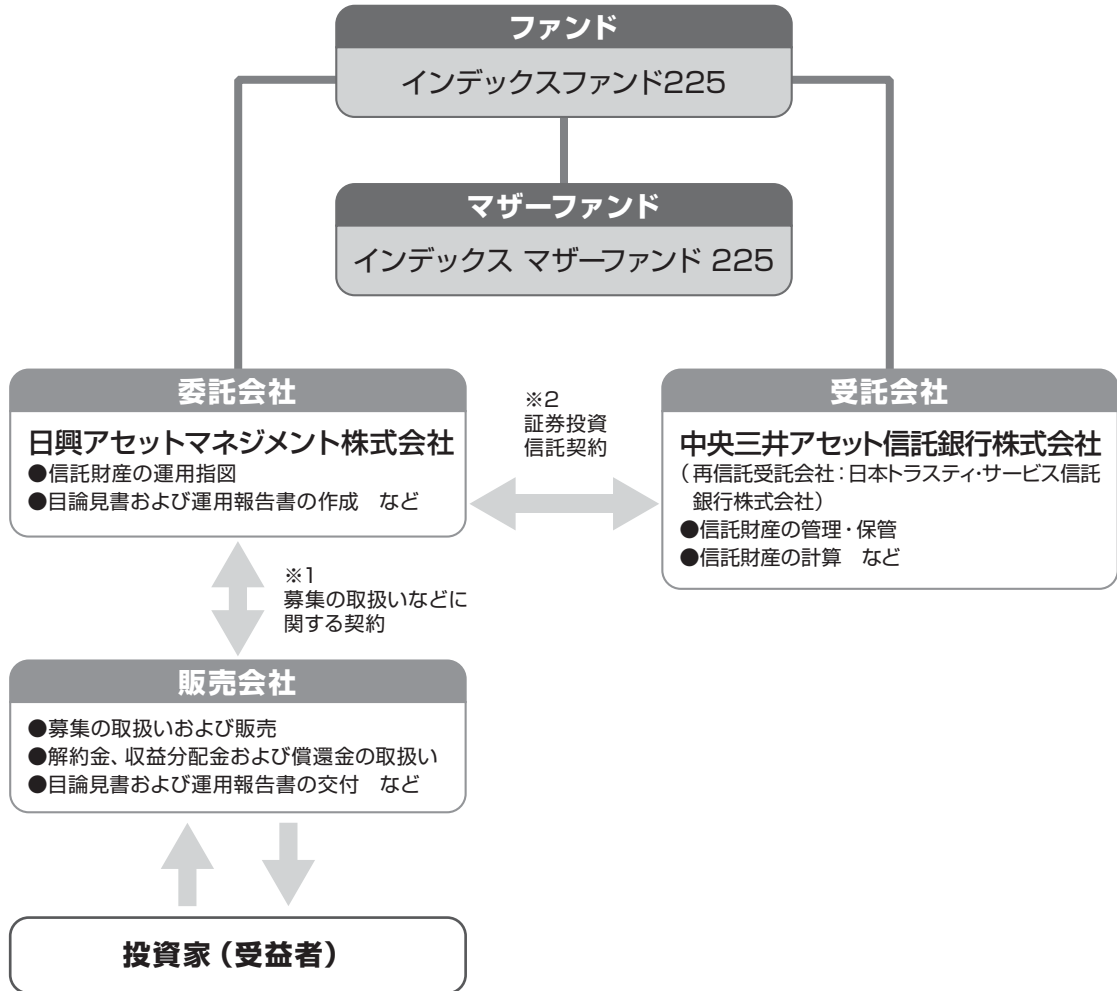 ファンド
インデックスファンド225
マザーファンド
インデックス マザーファンド 225
委託会社
日興アセットマネジメント株式会社
●信託財産の運用指図
●目論見書および運用報告書の作成　など
※2
証券投資
信託契約
受託会社
中央三井アセット信託銀行株式会社
(再信託受託会社:日本トラスティ・サービス信託
銀行株式会社)
●信託財産の管理・保管
●信託財産の計算　など
※1
募集の取扱いなどに
関する契約
販売会社
●募集の取扱いおよび販売
●解約金、収益分配金および償還金の取扱い
●目論見書および運用報告書の交付　など
投資家(受益者)